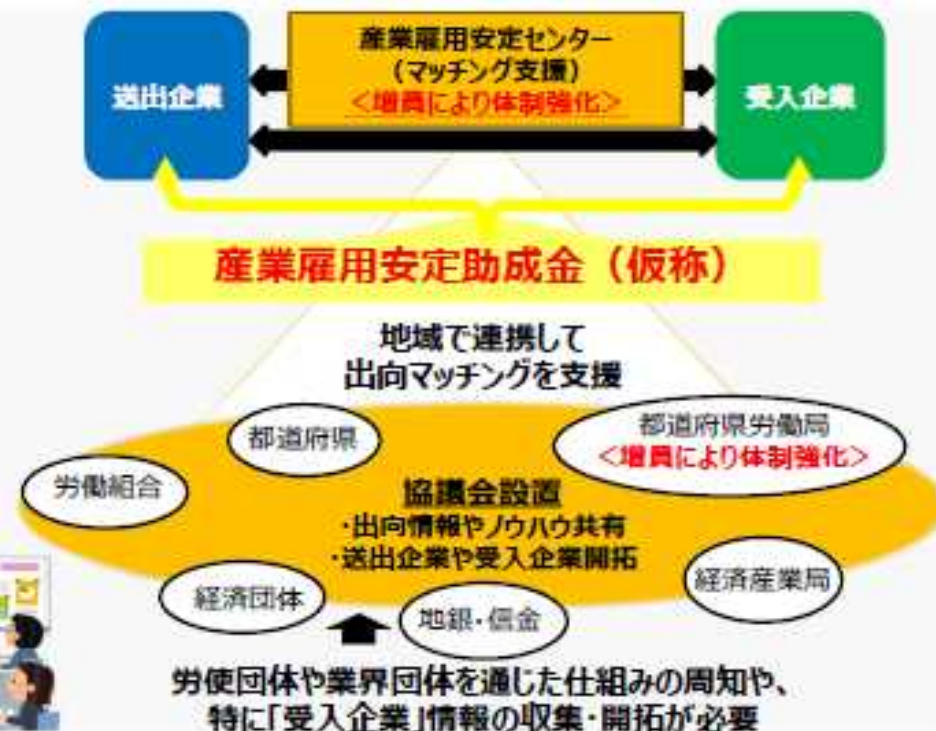 産業雇用安定センター
(マッチング支援)
<増員により体制強化>
送出企業
受入企業
産業雇用安定助成金（仮称）
地域で連携して
出向マッチングを支援
都道府県
都道府県労働局
<増員により体制強化>
労働組合
協議会設置
・出向情報やノウハウ共有
・送出企業や受入企業開拓
経済産業局
経済団体
地銀・信金
労使団体や業界団体を通じた仕組みの周知や、
特に「受入企業」情報の収集・開拓が必要